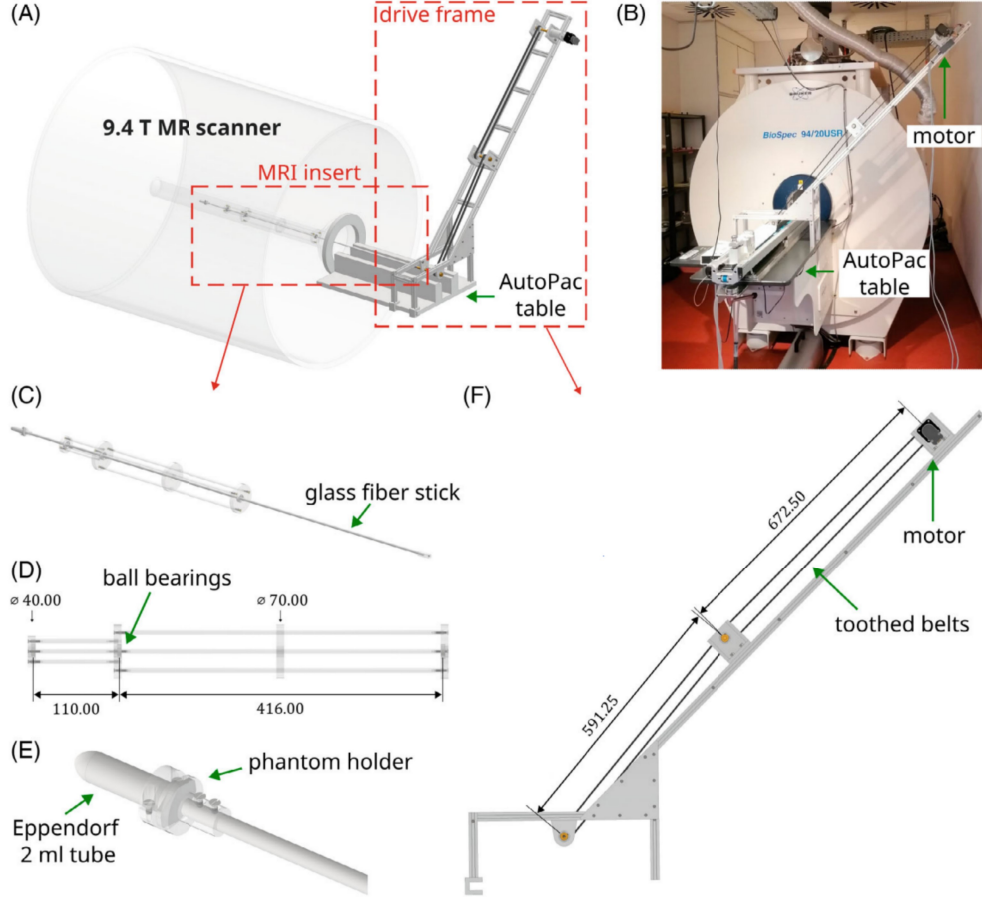 (A)
drive frame
9.4 T MR scanner
MRI insert
AutoPac
table
(B)
BRUKER
BioSpec 94/20USR
motor
AutoPac
table
(C)
glass fiber stick
(D)
ball bearings
⌀ 40.00
⌀ 70.00
110.00
416.00
(E)
phantom holder
Eppendorf
2 ml tube
(F)
672.50
motor
toothed belts
591.25